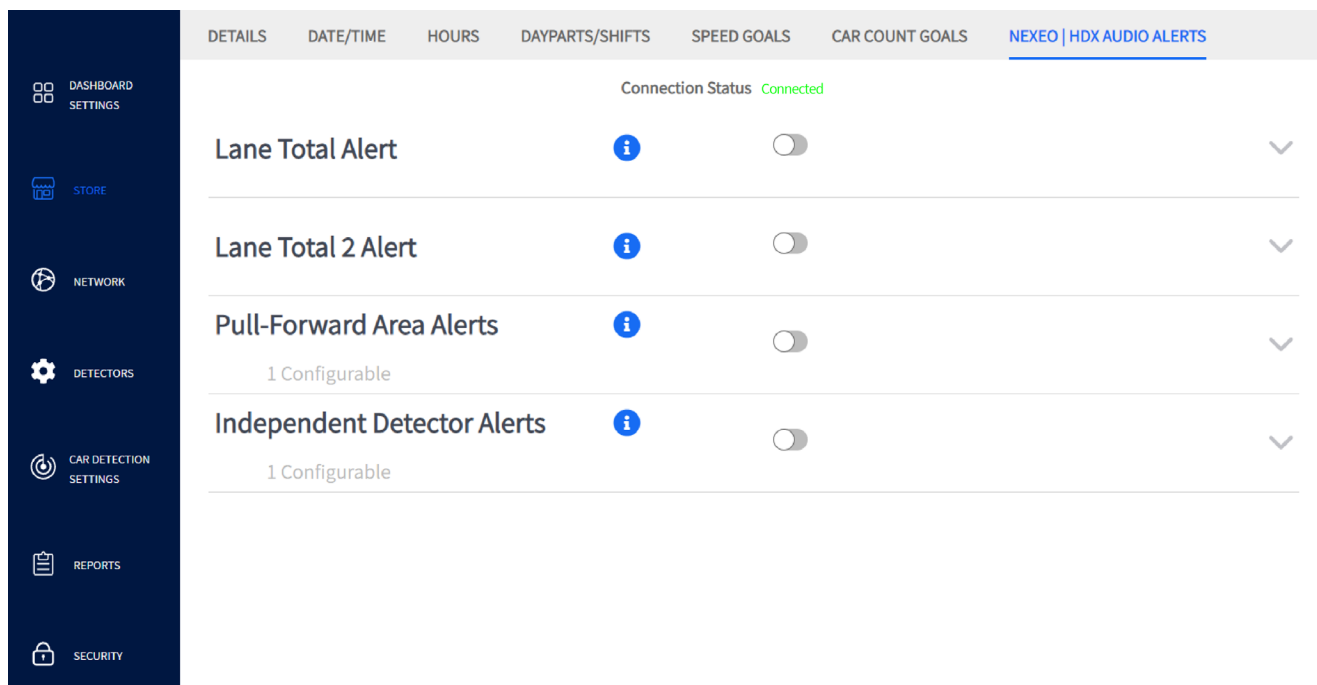 DETAILS DATE/TIME HOURS DAYPARTS/SHIFTS SPEED GOALS CAR COUNT GOALS NEXEO | HDX AUDIO ALERTS
DASHBOARD
SETTINGS
STORE
NETWORK
DETECTORS
CAR DETECTION
SETTINGS
REPORTS
SECURITY
Connection Status Connected
Lane Total Alert
Lane Total 2 Alert
Pull-Forward Area Alerts
1 Configurable
Independent Detector Alerts
1 Configurable